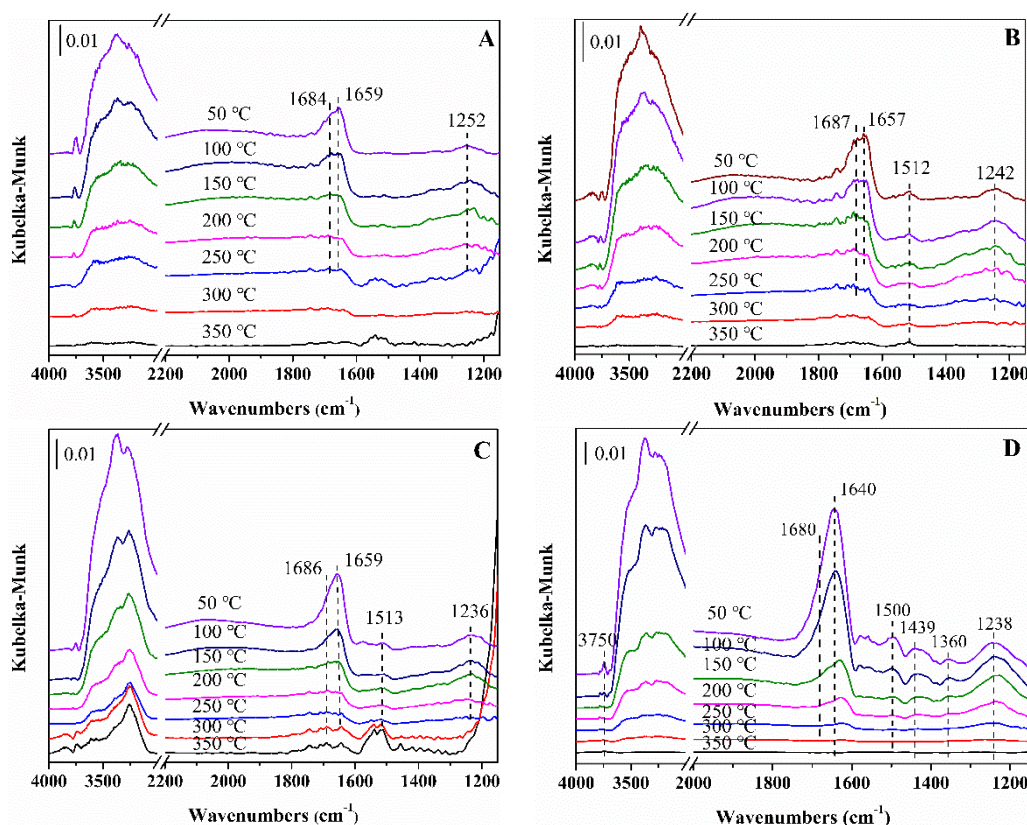 A
0.01
1684
1659
1252
50 °C
100 °C
150 °C
200 °C
250 °C
300 °C
350 °C
Kubelka-Munk
4000
3500
2200
2000
1800
1600
1400
1200
Wavenumbers (cm-1)
B
0.01
1687
1657
1512
1242
50 °C
100 °C
150 °C
200 °C
250 °C
300 °C
350 °C
Kubelka-Munk
4000
3500
2200
2000
1800
1600
1400
1200
Wavenumbers (cm-1)
C
0.01
1686
1659
1513
1236
50 °C
100 °C
150 °C
200 °C
250 °C
300 °C
350 °C
Kubelka-Munk
4000
3500
2200
2000
1800
1600
1400
1200
Wavenumbers (cm-1)
D
0.01
1640
1680
3750
1500
1439
1360
1238
50 °C
100 °C
150 °C
200 °C
250 °C
300 °C
350 °C
Kubelka-Munk
4000
3500
2000
1800
1600
1400
1200
Wavenumbers (cm-1)